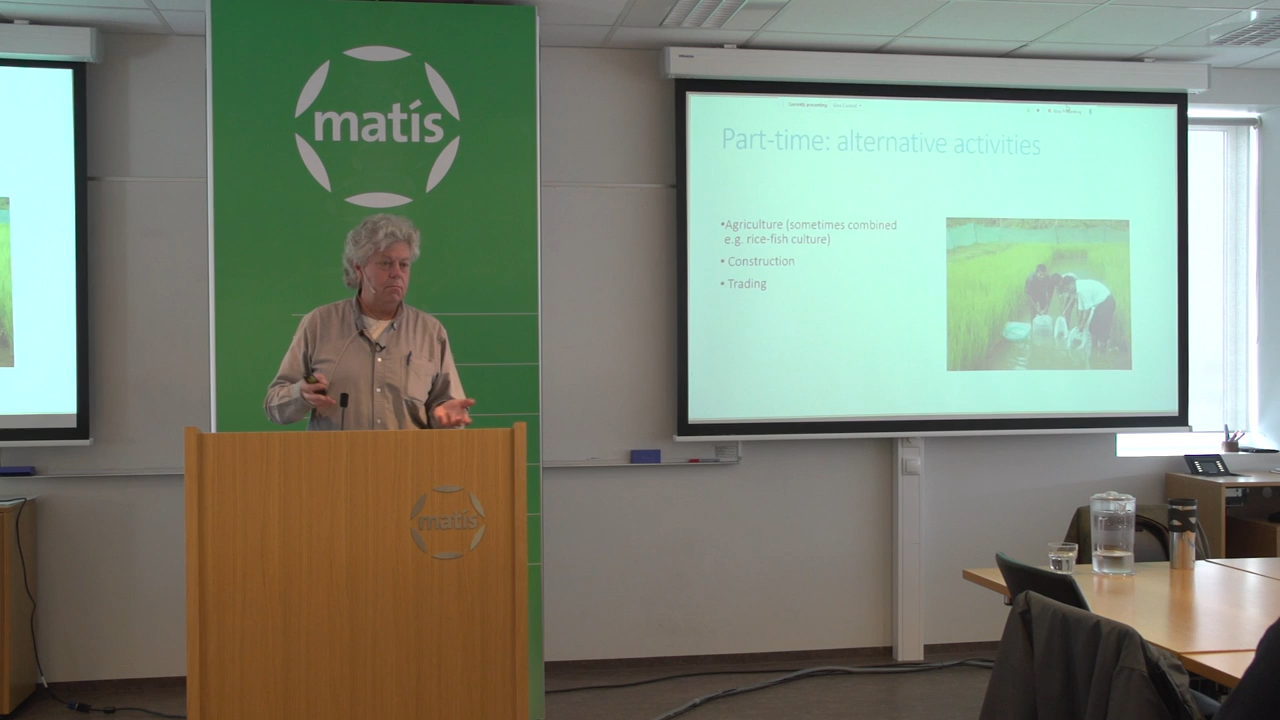 matís
Part-time: alternative activities
•Agriculture (sometimes combined
e.g. rice-fish culture)
• Construction
• Trading
matís